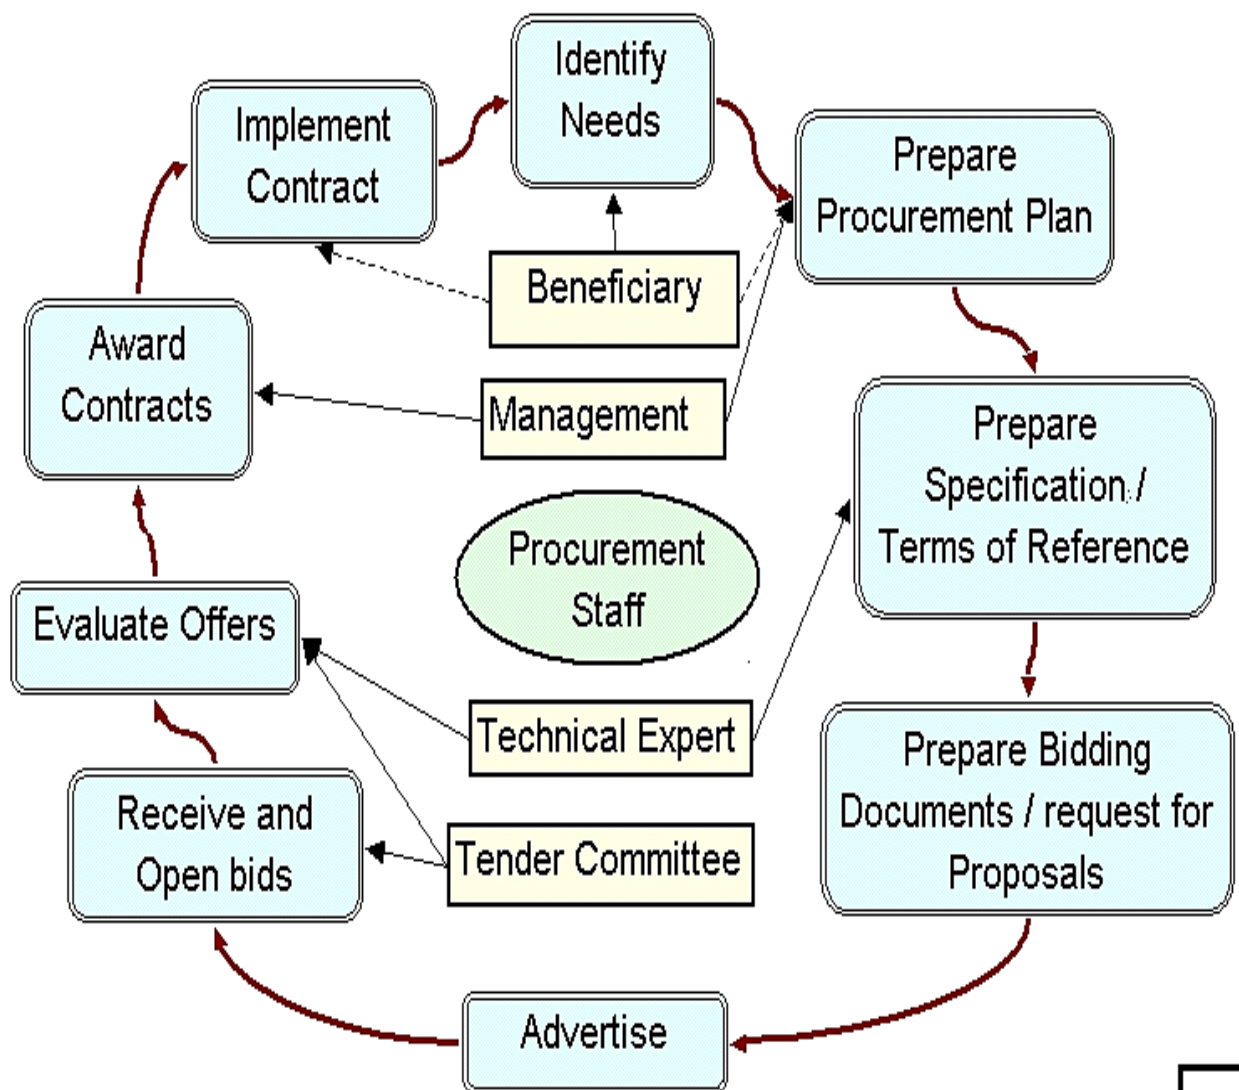 Identify
Needs
Implement
Contract
Prepare
Procurement Plan
Beneficiary
Award
Contracts
Management
Prepare
Specification /
Terms of Reference
Procurement
Staff
Evaluate Offers
Technical Expert
Prepare Bidding
Documents / request for
Proposals
Receive and
Open bids
Tender Committee
Advertise